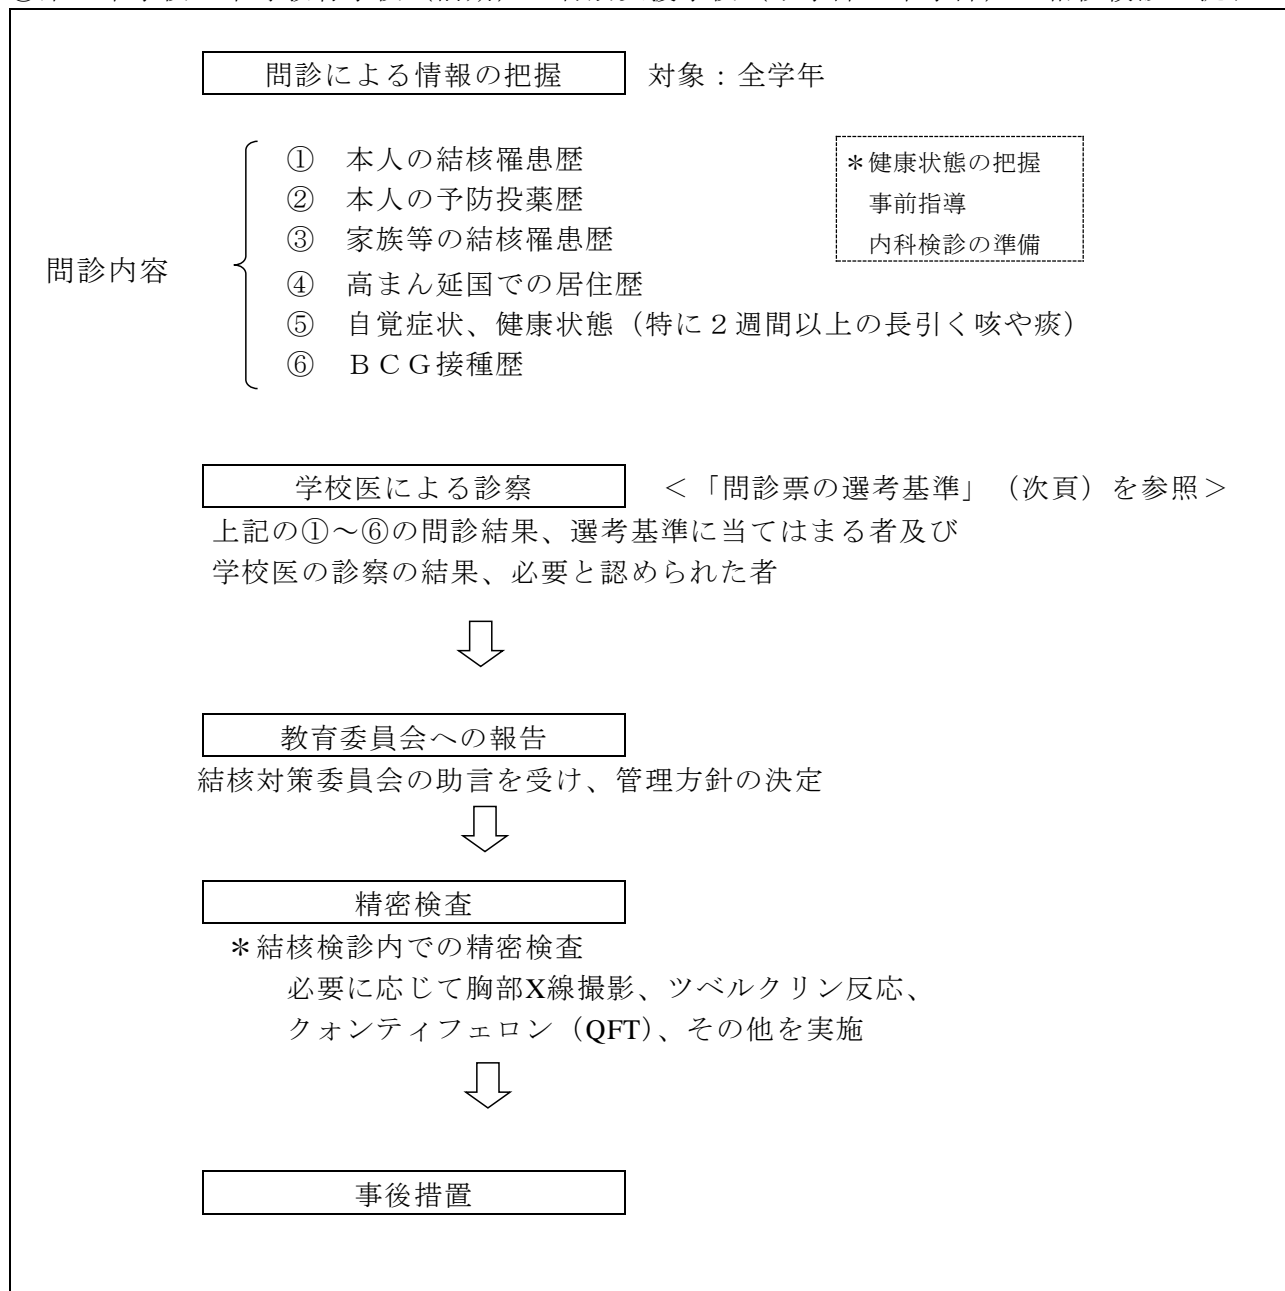 問診による情報の把握 対象：全学年
① 本人の結核罹患歴
② 本人の予防投薬歴
③ 家族等の結核罹患歴
④ 高まん延国での居住歴
⑤ 自覚症状、健康状態（特に２週間以上の長引く咳や痰）
⑥ ＢＣＧ接種歴
問診内容
＊健康状態の把握
事前指導
内科検診の準備
学校医による診察 ＜「問診票の選考基準」（次頁）を参照＞
上記の①～⑥の問診結果、選考基準に当てはまる者及び
学校医の診察の結果、必要と認められた者
教育委員会への報告
結核対策委員会の助言を受け、管理方針の決定
精密検査
＊結核検診内での精密検査
必要に応じて胸部X線撮影、ツベルクリン反応、
クォンティフェロン（QFT）、その他を実施
事後措置